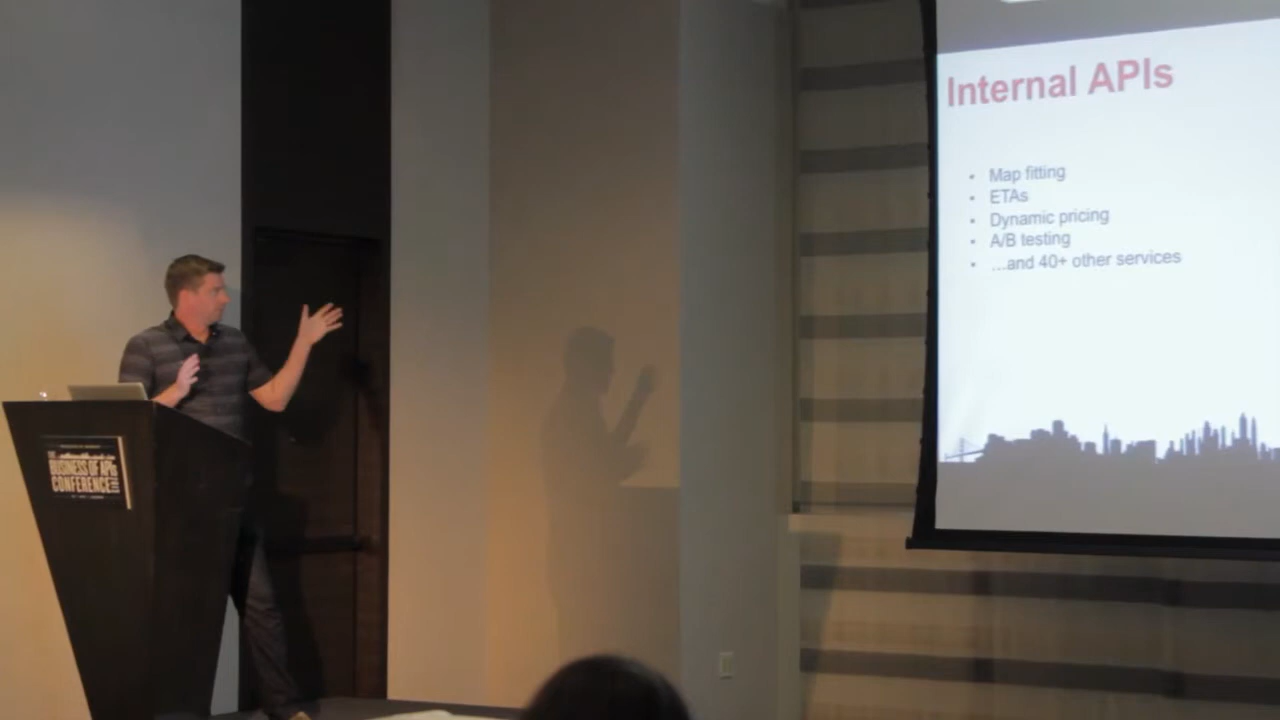 Internal APIs
• Map fitting
• ETAs
• Dynamic pricing
• A/B testing
• ...and 40+ other services
BUSINESS OF APIs
CONFERENCE